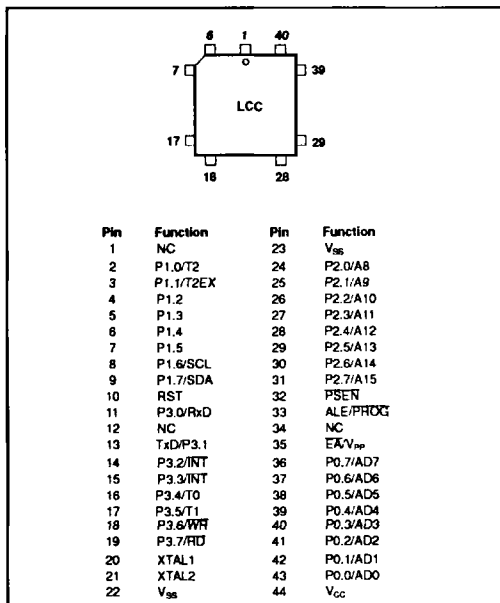 6 1 40
7 39
LCC
17 29
18 28
Pin Function Pin Function
1 NC 23 VSS
2 P1.0/T2 24 P2.0/A8
3 P1.1/T2EX 25 P2.1/A9
4 P1.2 26 P2.2/A10
5 P1.3 27 P2.3/A11
6 P1.4 28 P2.4/A12
7 P1.5 29 P2.5/A13
8 P1.6/SCL 30 P2.6/A14
9 P1.7/SDA 31 P2.7/A15
10 RST 32 P̅S̅E̅N̅
11 P3.0/RxD 33 ALE/P̅R̅O̅G̅
12 NC 34 NC
13 TxD/P3.1 35 E̅A̅/VPP
14 P3.2/I̅N̅T̅ 36 P0.7/AD7
15 P3.3/I̅N̅T̅ 37 P0.6/AD6
16 P3.4/T0 38 P0.5/AD5
17 P3.5/T1 39 P0.4/AD4
18 P3.6/W̅R̅ 40 P0.3/AD3
19 P3.7/R̅D̅ 41 P0.2/AD2
20 XTAL1 42 P0.1/AD1
21 XTAL2 43 P0.0/AD0
22 VSS 44 VCC